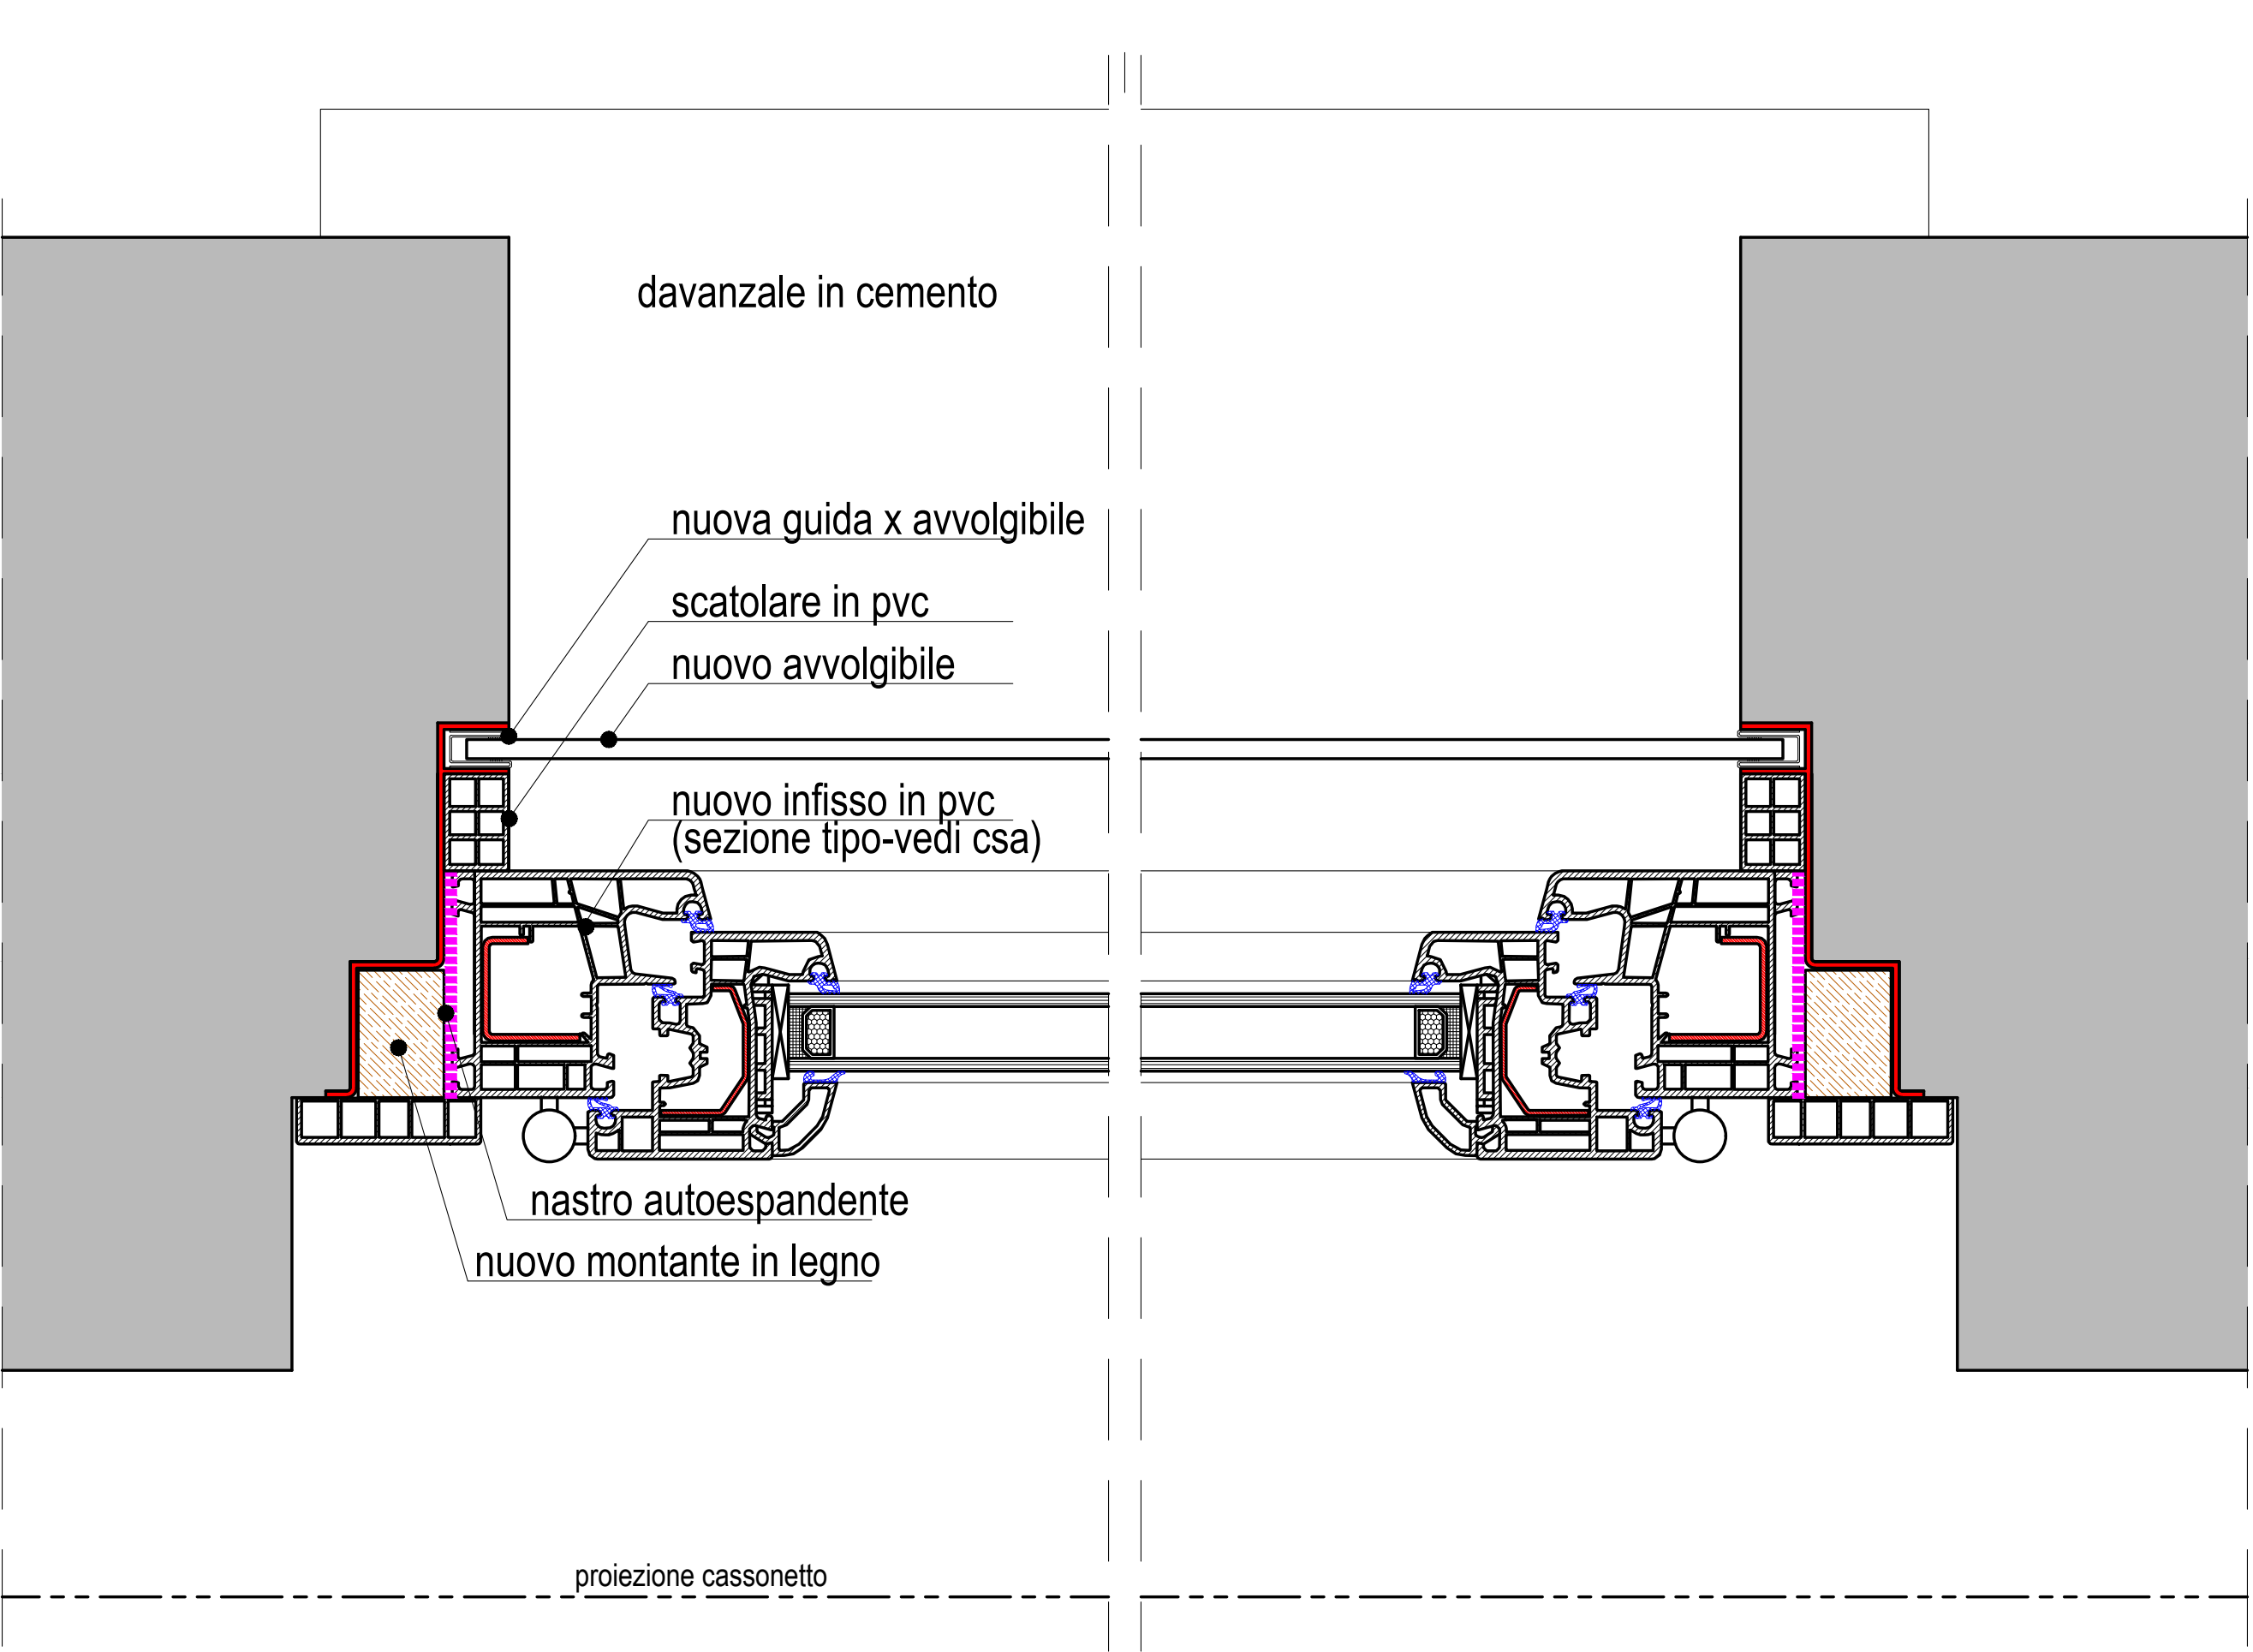 davanzale in cemento
nuova guida x avvolgibile
scatolare in pvc
nuovo avvolgibile
nuovo infisso in pvc
(sezione tipo-vedi csa)
nastro autoespandente
nuovo montante in legno
proiezione cassonetto